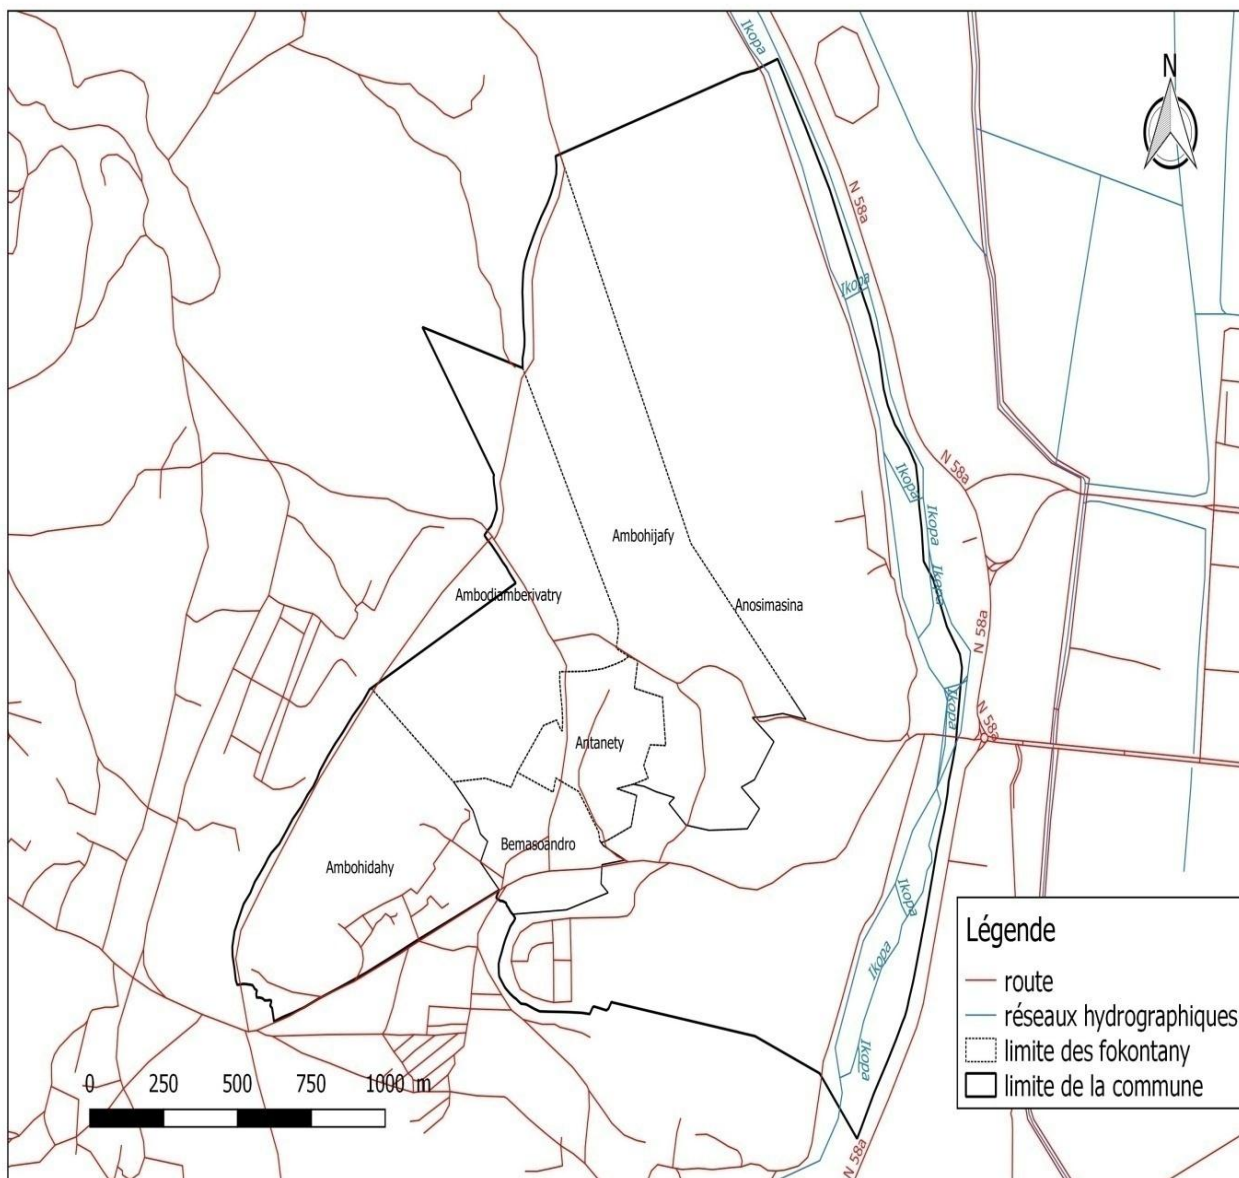 Ikopa
N
N 58a
Ikopa
N 58a
Ikopa
Ikopa
Ambohijafy
Ikopa
Ambodiamberivatry
Anosimasina
N 58a
Ikopa
N 58a
Antanety
Bemasoandro
Ambohidahy
Ikopa
Ikopa
Ikopa
N 58a
Légende
route
réseaux hydrographiques
limite des fokontany
limite de la commune
0 250 500 750 1000 m